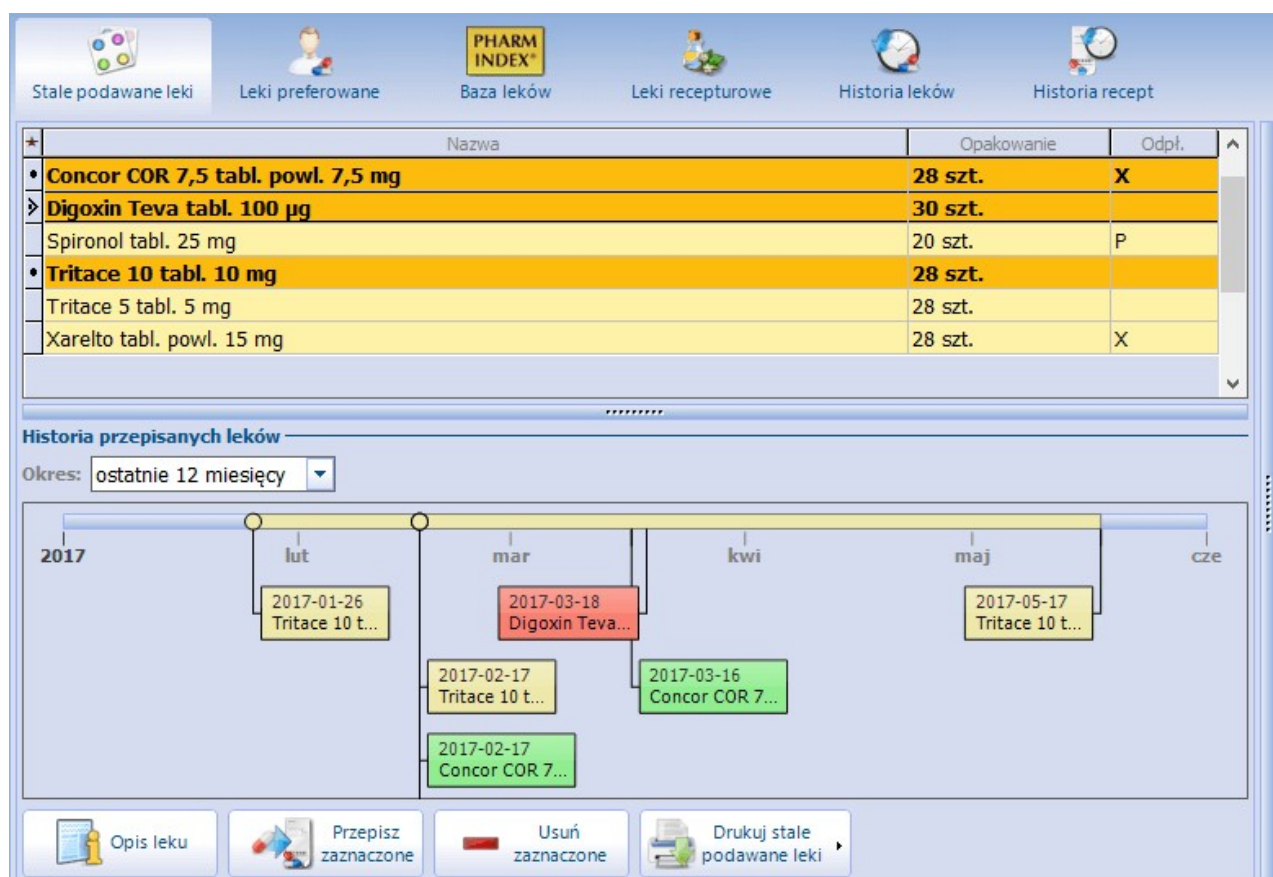 PHARM
INDEX®
Stale podawane leki
Leki preferowane
Baza leków
Leki recepturowe
Historia leków
Historia recept
Nazwa Opakowanie Odpł.
Concor COR 7,5 tabl. powl. 7,5 mg 28 szt. X
Digoxin Teva tabl. 100 µg 30 szt.
Spironol tabl. 25 mg 20 szt. P
Tritace 10 tabl. 10 mg 28 szt.
Tritace 5 tabl. 5 mg 28 szt.
Xarelto tabl. powl. 15 mg 28 szt. X
Historia przepisanych leków
Okres: ostatnie 12 miesięcy
2017 lut mar kwi maj cze
2017-01-26
Tritace 10 t...
2017-03-18
Digoxin Teva...
2017-05-17
Tritace 10 t...
2017-02-17
Tritace 10 t...
2017-03-16
Concor COR 7...
2017-02-17
Concor COR 7...
Opis leku
Przepisz
zaznaczone
Usuń
zaznaczone
Drukuj stale
podawane leki